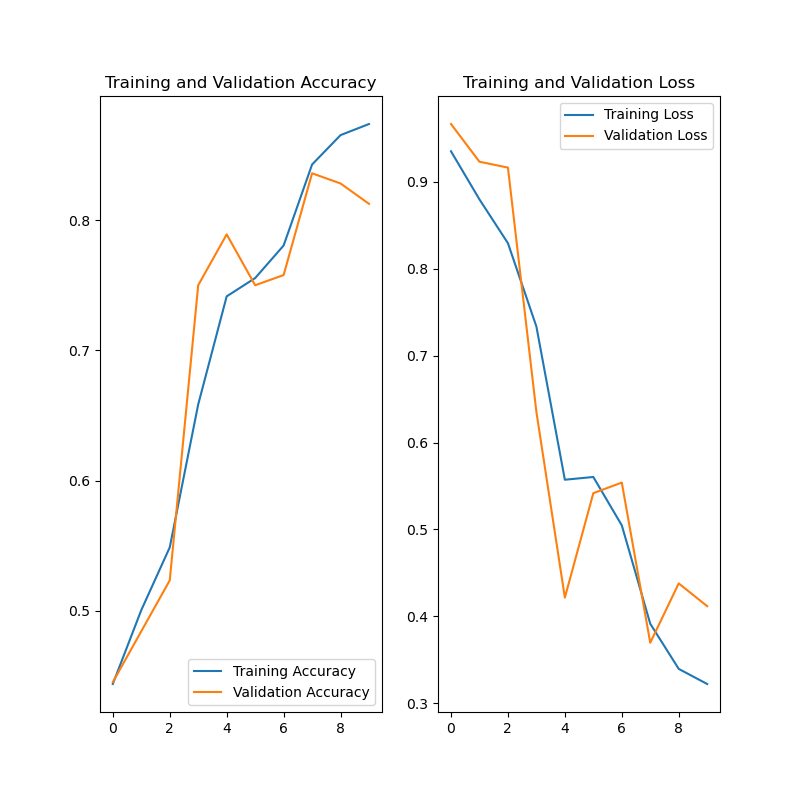 Training and Validation Accuracy
0.8
0.7
0.6
0.5
0 2 4 6 8
Training Accuracy
Validation Accuracy
Training and Validation Loss
0.9
0.8
0.7
0.6
0.5
0.4
0.3
0 2 4 6 8
Training Loss
Validation Loss